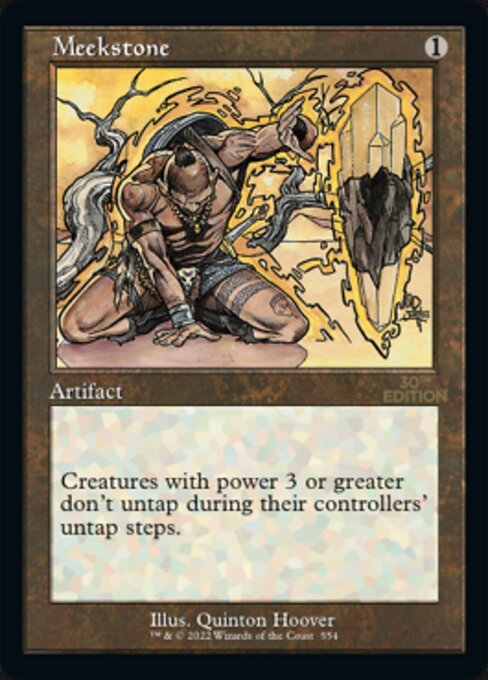 Meekstone 1
30TH
EDITION
Artifact
Creatures with power 3 or greater
don't untap during their controllers'
untap steps.
Illus. Quinton Hoover
™ & © 2022 Wizards of the Coast 554